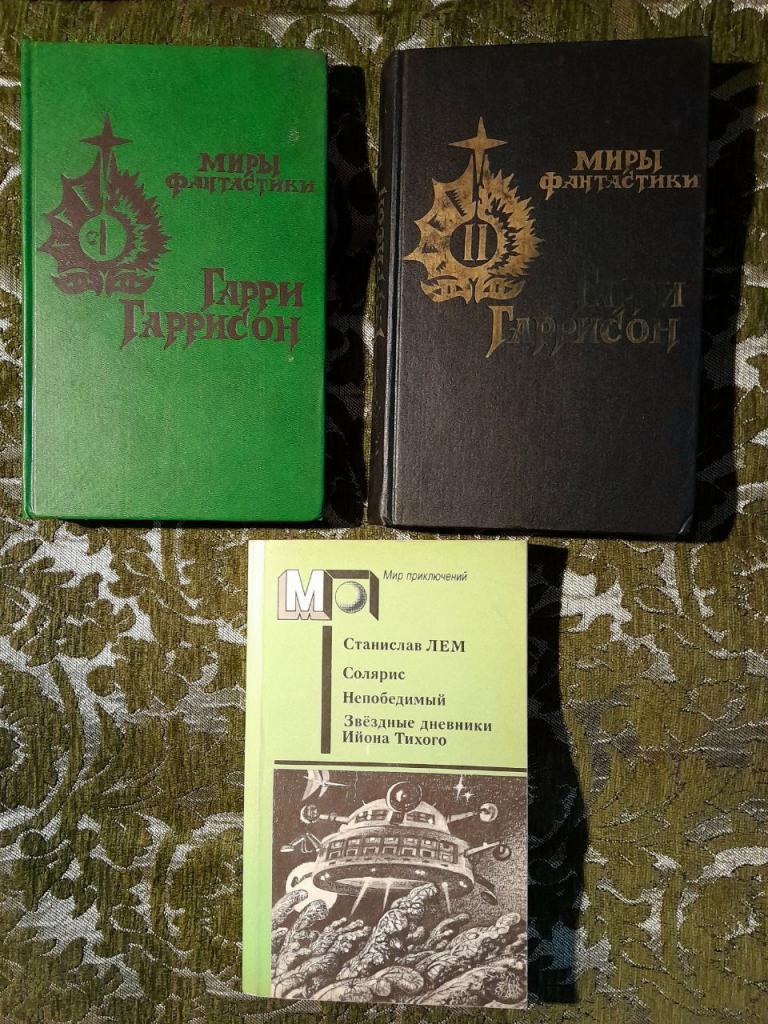 МИРЫ
ФАНТАСТИКИ
I
ГАРРИ
ГАРРИСОН
МИРЫ
ФАНТАСТИКИ
II
ГАРРИ
ГАРРИСОН
МП
Мир приключений
Станислав ЛЕМ
Солярис
Непобедимый
Звёздные дневники
Ийона Тихого